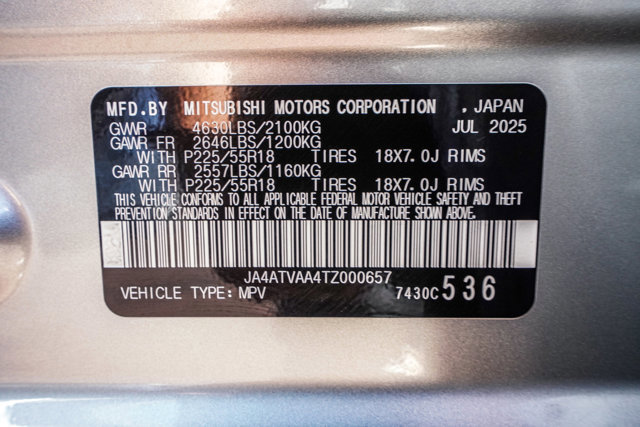 MFD.BY MITSUBISHI MOTORS CORPORATION , JAPAN
GVWR 4630LBS/2100KG JUL 2025
GAWR FR 2646LBS/1200KG
WITH P225/55R18 TIRES 18X7.0J RIMS
GAWR RR 2557LBS/1160KG
WITH P225/55R18 TIRES 18X7.0J RIMS
THIS VEHICLE CONFORMS TO ALL APPLICABLE FEDERAL MOTOR VEHICLE SAFETY AND THEFT
PREVENTION STANDARDS IN EFFECT ON THE DATE OF MANUFACTURE SHOWN ABOVE.
JA4ATVAA4TZ000657
VEHICLE TYPE: MPV 7430C 536